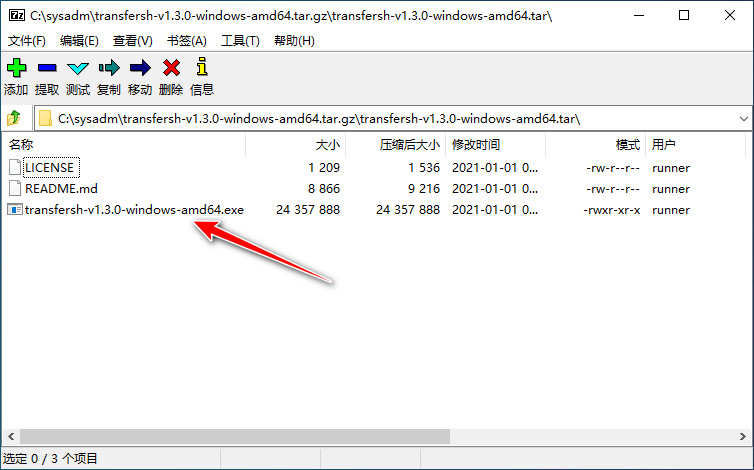 C:\sysadm\transfersh-v1.3.0-windows-amd64.tar.gz\transfersh-v1.3.0-windows-amd64.tar\
文件(F) 编辑(E) 查看(V) 书签(A) 工具(T) 帮助(H)
添加 提取 测试 复制 移动 删除 信息
C:\sysadm\transfersh-v1.3.0-windows-amd64.tar.gz\transfersh-v1.3.0-windows-amd64.tar\
名称 大小 压缩后大小 修改时间 模式 用户
LICENSE 1 209 1 536 2021-01-01 0... -rw-r--r-- runner
README.md 8 866 9 216 2021-01-01 0... -rw-r--r-- runner
transfersh-v1.3.0-windows-amd64.exe 24 357 888 24 357 888 2021-01-01 0... -rwxr-xr-x runner
选定 0 / 3 个项目